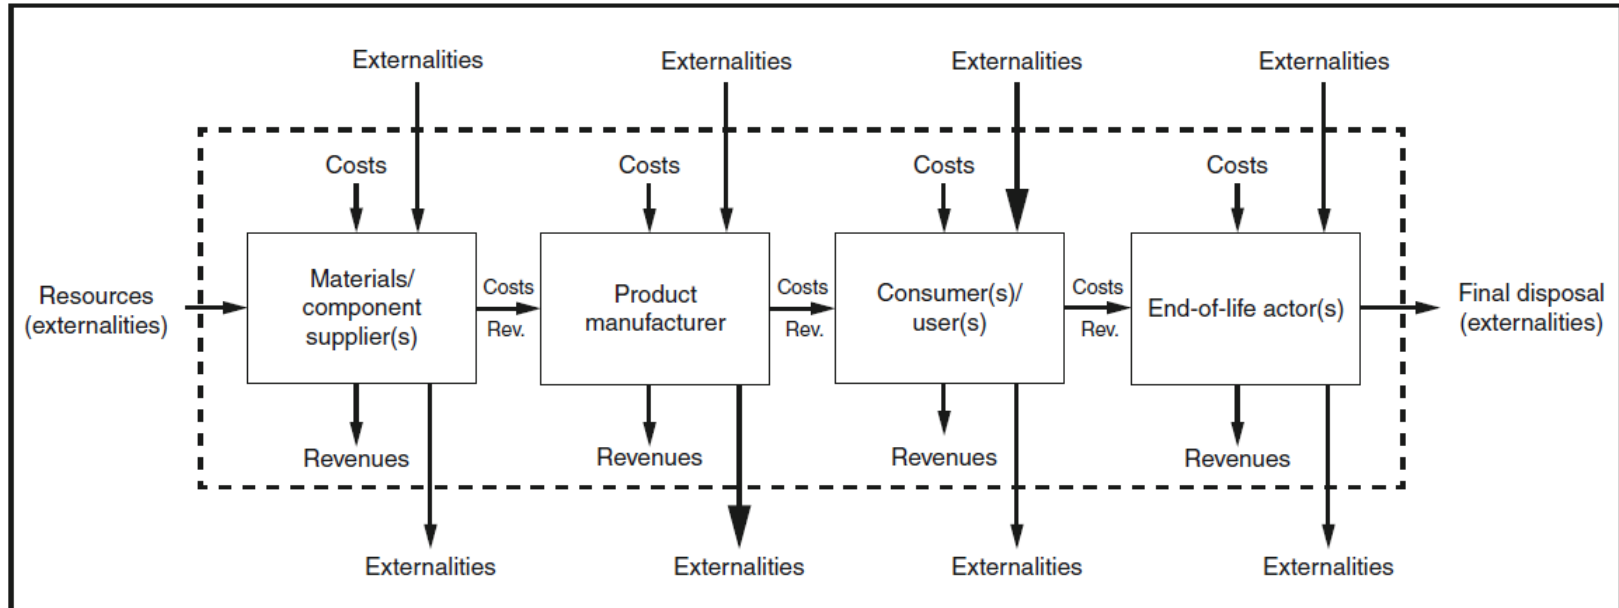 Externalities
Externalities
Externalities
Externalities
Costs
Costs
Costs
Costs
Resources
(externalities)
Materials/
component
supplier(s)
Costs
Rev.
Product
manufacturer
Costs
Rev.
Consumer(s)/
user(s)
Costs
Rev.
End-of-life actor(s)
Final disposal
(externalities)
Revenues
Revenues
Revenues
Revenues
Externalities
Externalities
Externalities
Externalities